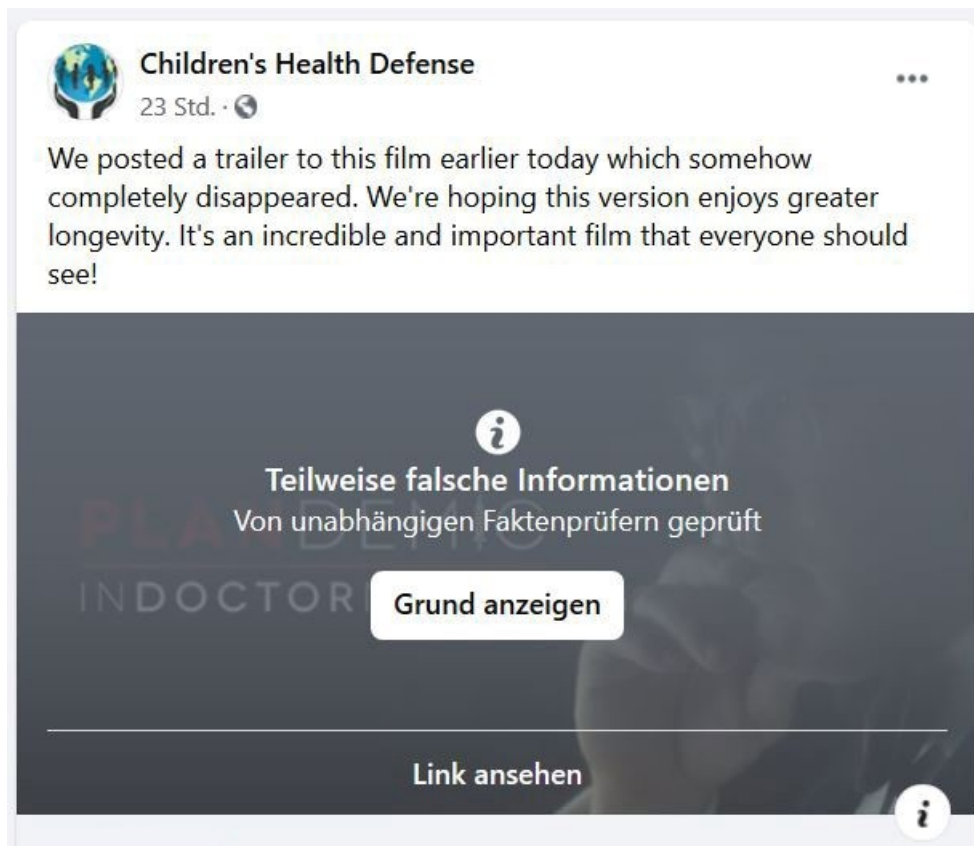 Children's Health Defense
23 Std. ·
We posted a trailer to this film earlier today which somehow
completely disappeared. We're hoping this version enjoys greater
longevity. It's an incredible and important film that everyone should
see!
Teilweise falsche Informationen
Von unabhängigen Faktenprüfern geprüft
PLANDEMIC
INDOCTOR
Grund anzeigen
Link ansehen